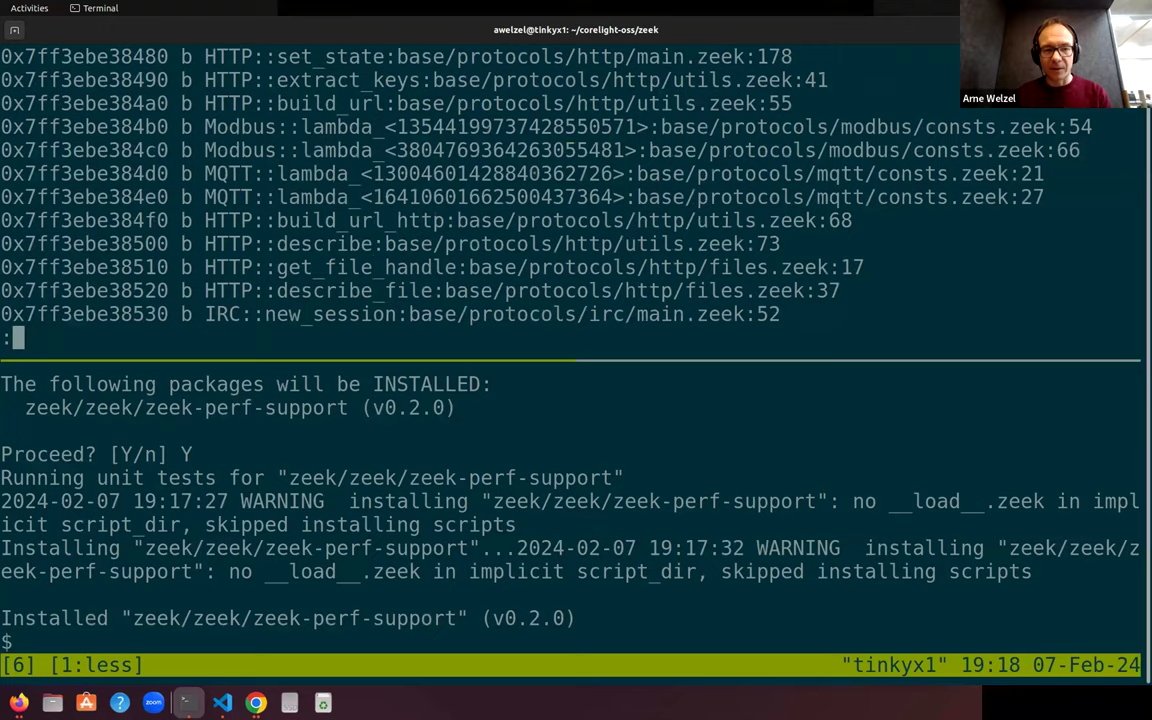 Activities
Terminal
awelzel@tinkyx1: ~/corelight-oss/zeek
0x7ff3ebe38480 b HTTP::set_state:base/protocols/http/main.zeek:178
0x7ff3ebe38490 b HTTP::extract_keys:base/protocols/http/utils.zeek:41
0x7ff3ebe384a0 b HTTP::build_url:base/protocols/http/utils.zeek:55
Arne Welzel
0x7ff3ebe384b0 b Modbus::lambda_<13544199737428550571>:base/protocols/modbus/consts.zeek:54
0x7ff3ebe384c0 b Modbus::lambda_<3804769364263055481>:base/protocols/modbus/consts.zeek:66
0x7ff3ebe384d0 b MQTT::lambda_<13004601428840362726>:base/protocols/mqtt/consts.zeek:21
0x7ff3ebe384e0 b MQTT::lambda_<16410601662500437364>:base/protocols/mqtt/consts.zeek:27
0x7ff3ebe384f0 b HTTP::build_url_http:base/protocols/http/utils.zeek:68
0x7ff3ebe38500 b HTTP::describe:base/protocols/http/utils.zeek:73
0x7ff3ebe38510 b HTTP::get_file_handle:base/protocols/http/files.zeek:17
0x7ff3ebe38520 b HTTP::describe_file:base/protocols/http/files.zeek:37
0x7ff3ebe38530 b IRC::new_session:base/protocols/irc/main.zeek:52
:
The following packages will be INSTALLED:
zeek/zeek/zeek-perf-support (v0.2.0)
Proceed? [Y/n] Y
Running unit tests for "zeek/zeek/zeek-perf-support"
2024-02-07 19:17:27 WARNING  installing "zeek/zeek/zeek-perf-support": no __load__.zeek in impl
icit script_dir, skipped installing scripts
Installing "zeek/zeek/zeek-perf-support"...2024-02-07 19:17:32 WARNING  installing "zeek/zeek/z
eek-perf-support": no __load__.zeek in implicit script_dir, skipped installing scripts
Installed "zeek/zeek/zeek-perf-support" (v0.2.0)
$
[6] [1:less]
"tinkyx1" 19:18 07-Feb-24
zoom